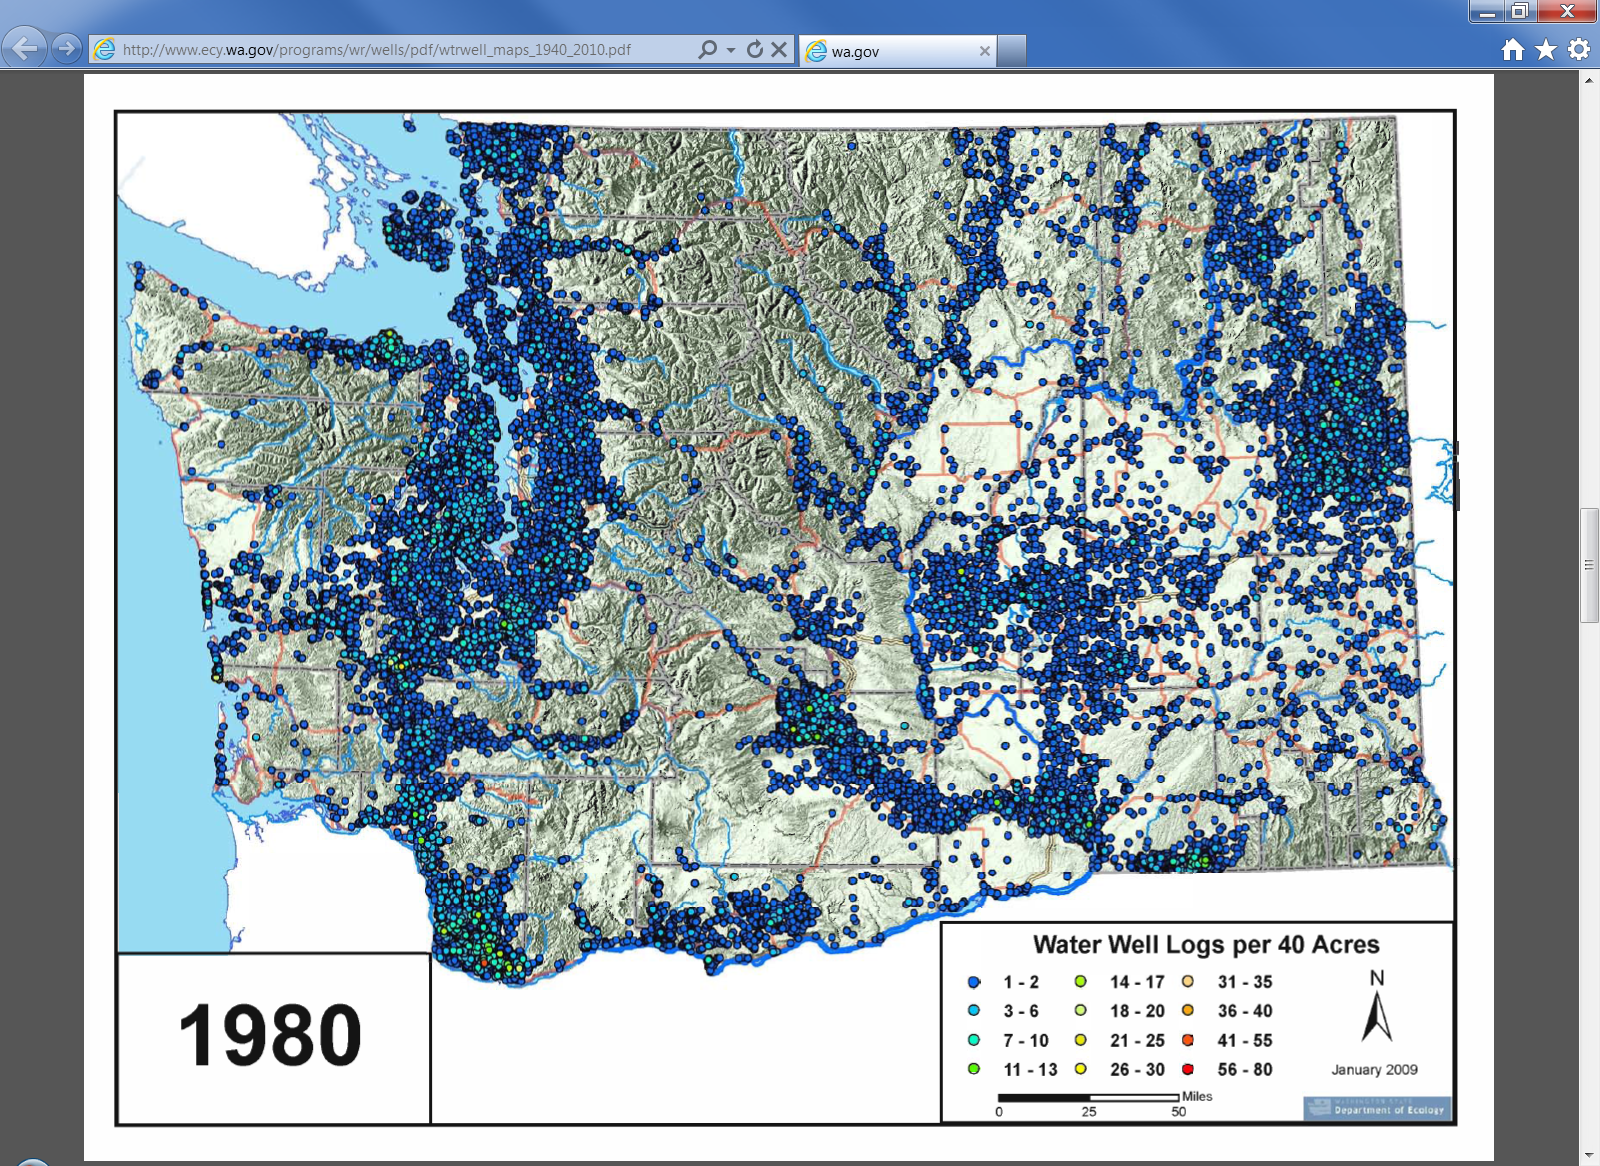 http://www.ecy.wa.gov/programs/wr/wells/pdf/wtrwell_maps_1940_2010.pdf
wa.gov
1980
Water Well Logs per 40 Acres
1 - 2
14 - 17
31 - 35
3 - 6
18 - 20
36 - 40
7 - 10
21 - 25
41 - 55
11 - 13
26 - 30
56 - 80
N
January 2009
Miles
0 25 50
WASHINGTON STATE
Department of Ecology